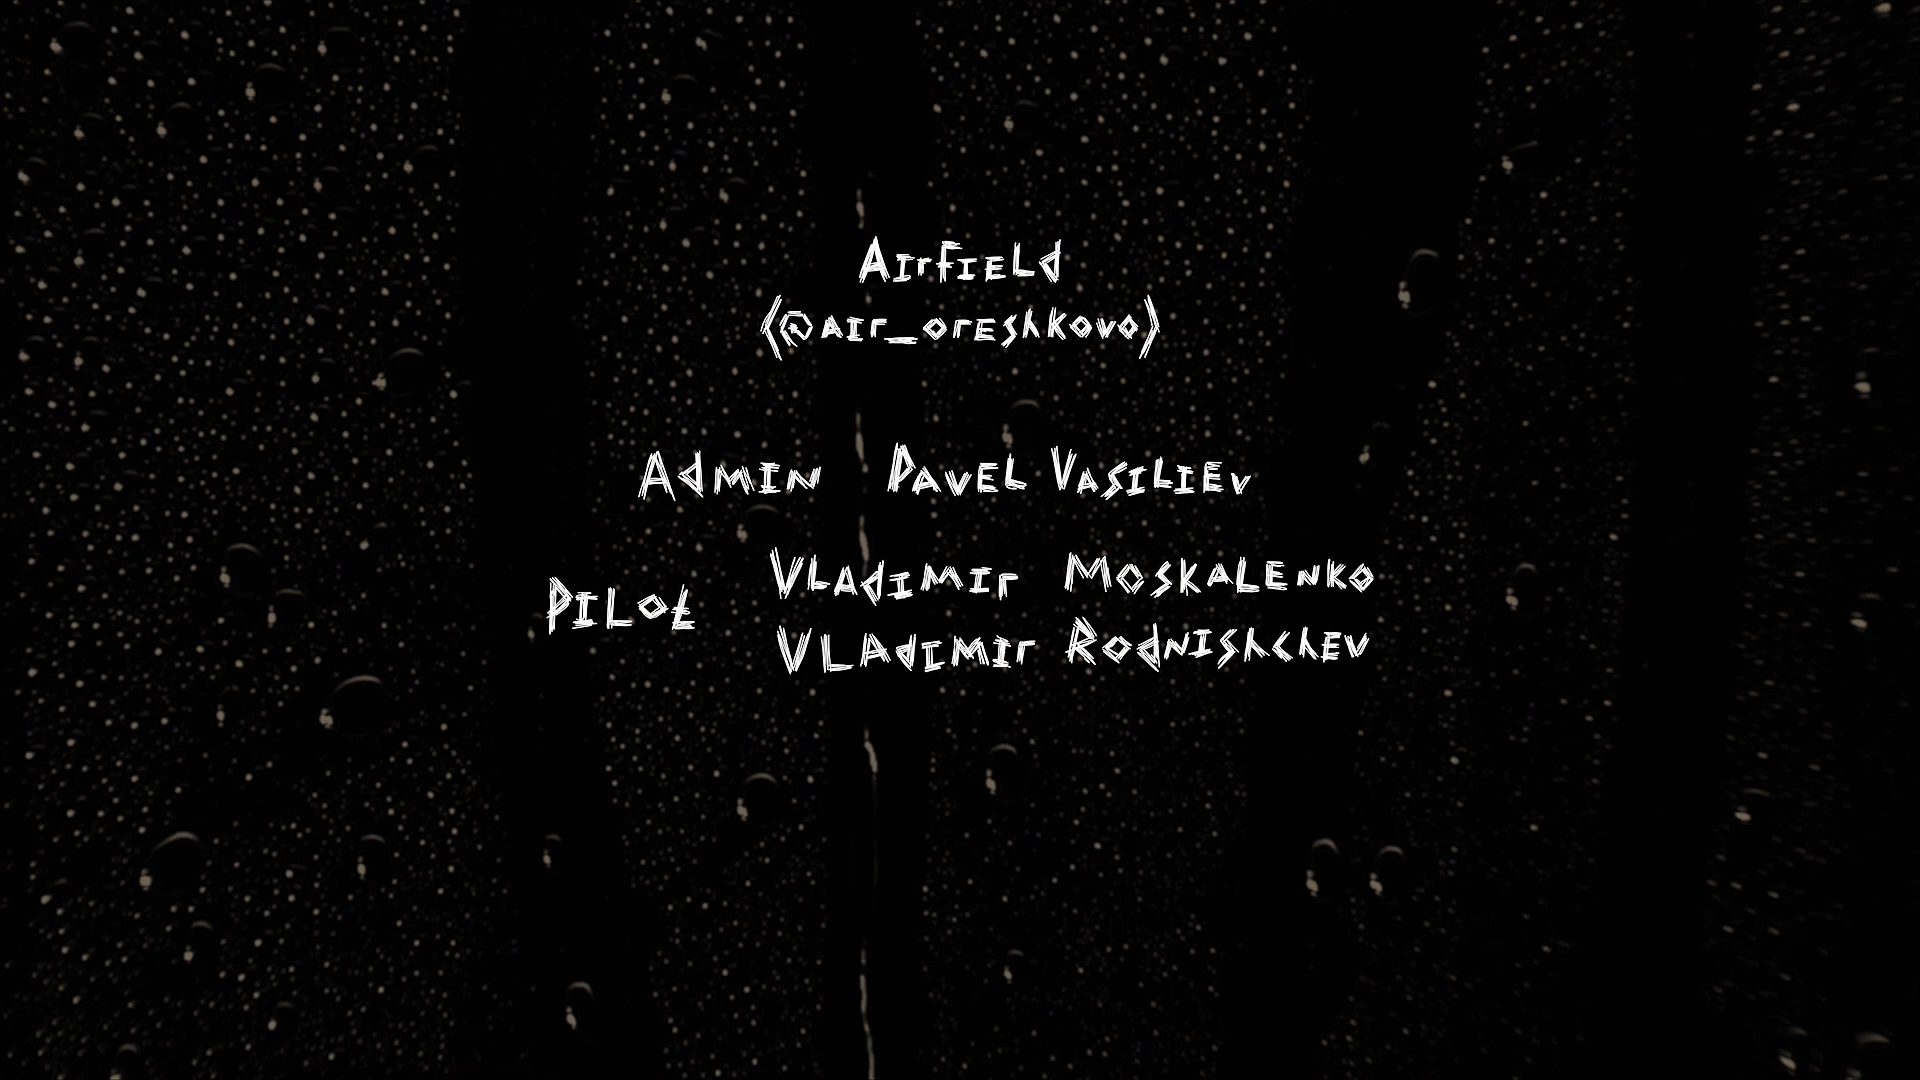 Airfield
(@air_oreshkovo)
Admin Pavel Vasiliev
Pilot
Vladimir Moskalenko
Vladimir Rodnishchev